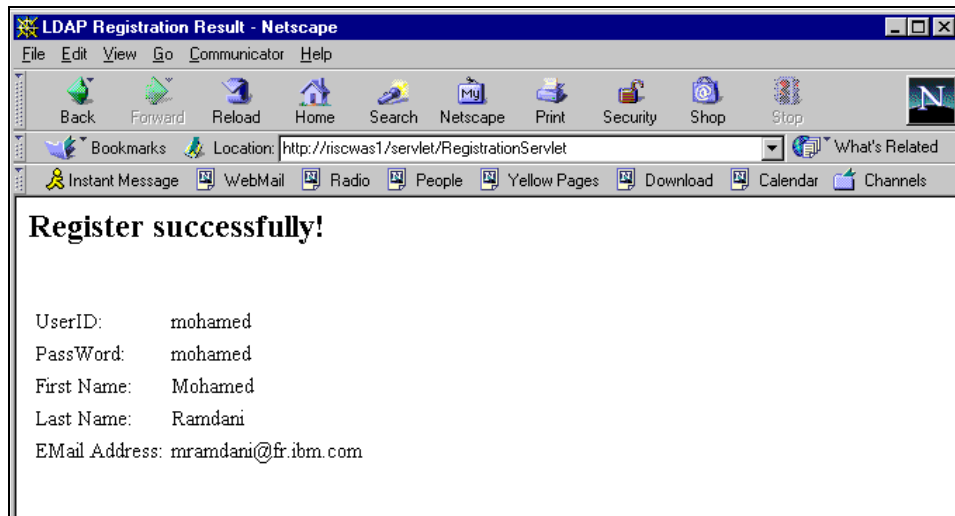 LDAP Registration Result - Netscape
File Edit View Go Communicator Help
Back Forward Reload Home Search Netscape Print Security Shop Stop
My
N
Bookmarks Location: http://riscwas1/servlet/RegistrationServlet What's Related
Instant Message WebMail Radio People Yellow Pages Download Calendar Channels
Register successfully!
UserID: mohamed
PassWord: mohamed
First Name: Mohamed
Last Name: Ramdani
EMail Address: mramdani@fr.ibm.com